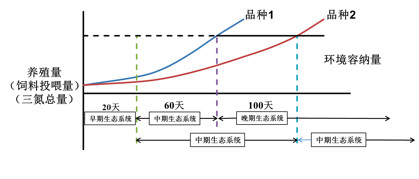 品种1
品种2
养殖量
（饲料投喂量）
（三氮总量）
环境容纳量
20天
60天
100天
早期生态系统
中期生态系统
晚期生态系统
中期生态系统
中期生态系统